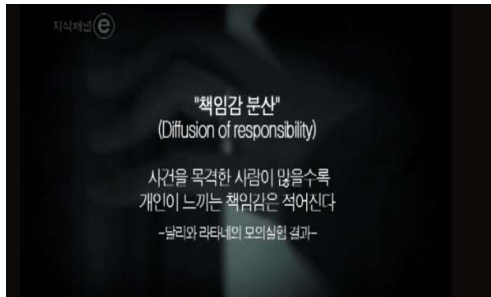 지식채널ⓔ
"책임감 분산"
(Diffusion of responsibility)
사건을 목격한 사람이 많을수록
개인이 느끼는 책임감은 적어진다
-달리와 라타네의 모의실험 결과-